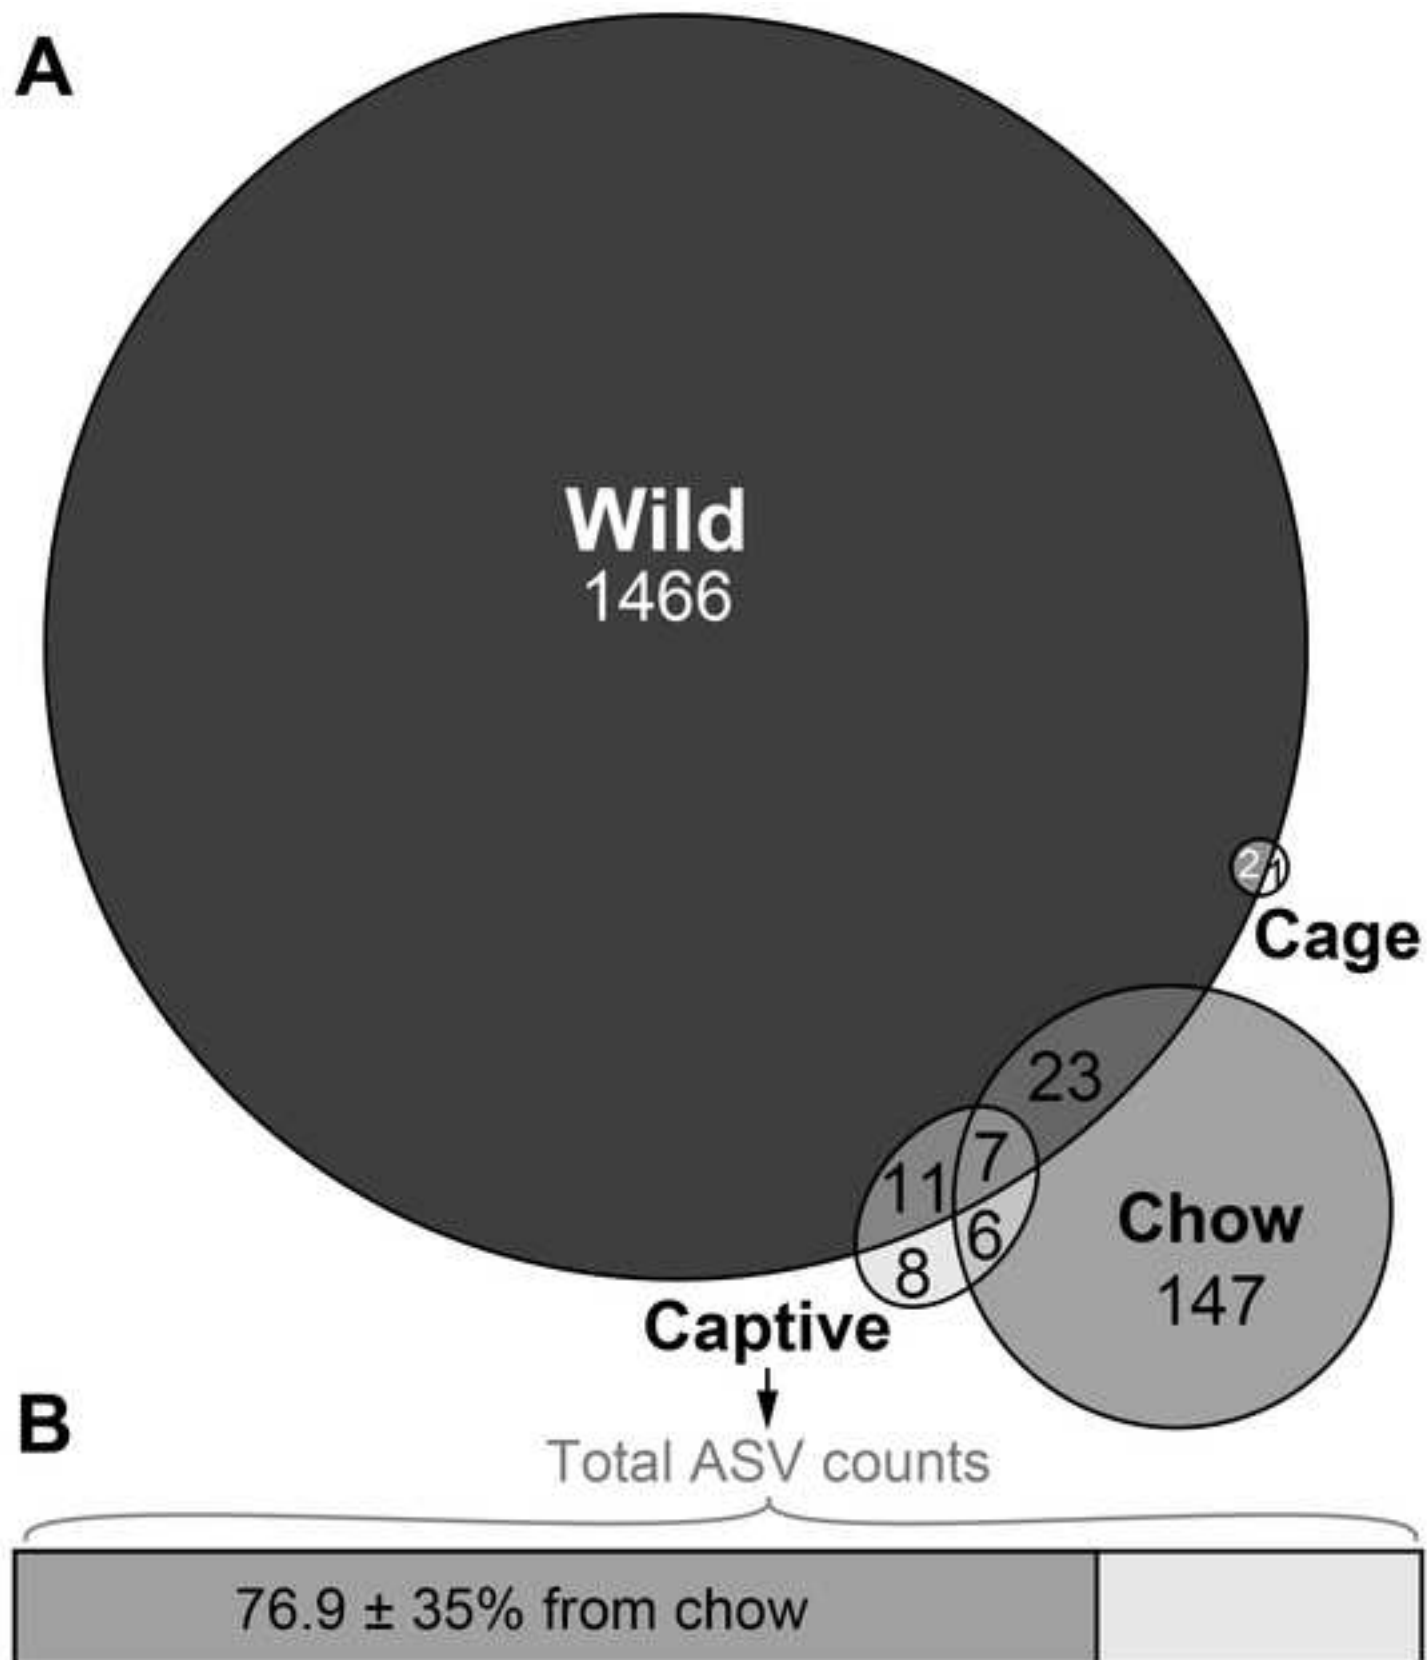 A
Wild
1466
2 1
Cage
23
7
11
6
8
Chow
147
Captive
B
Total ASV counts
76.9 ± 35% from chow